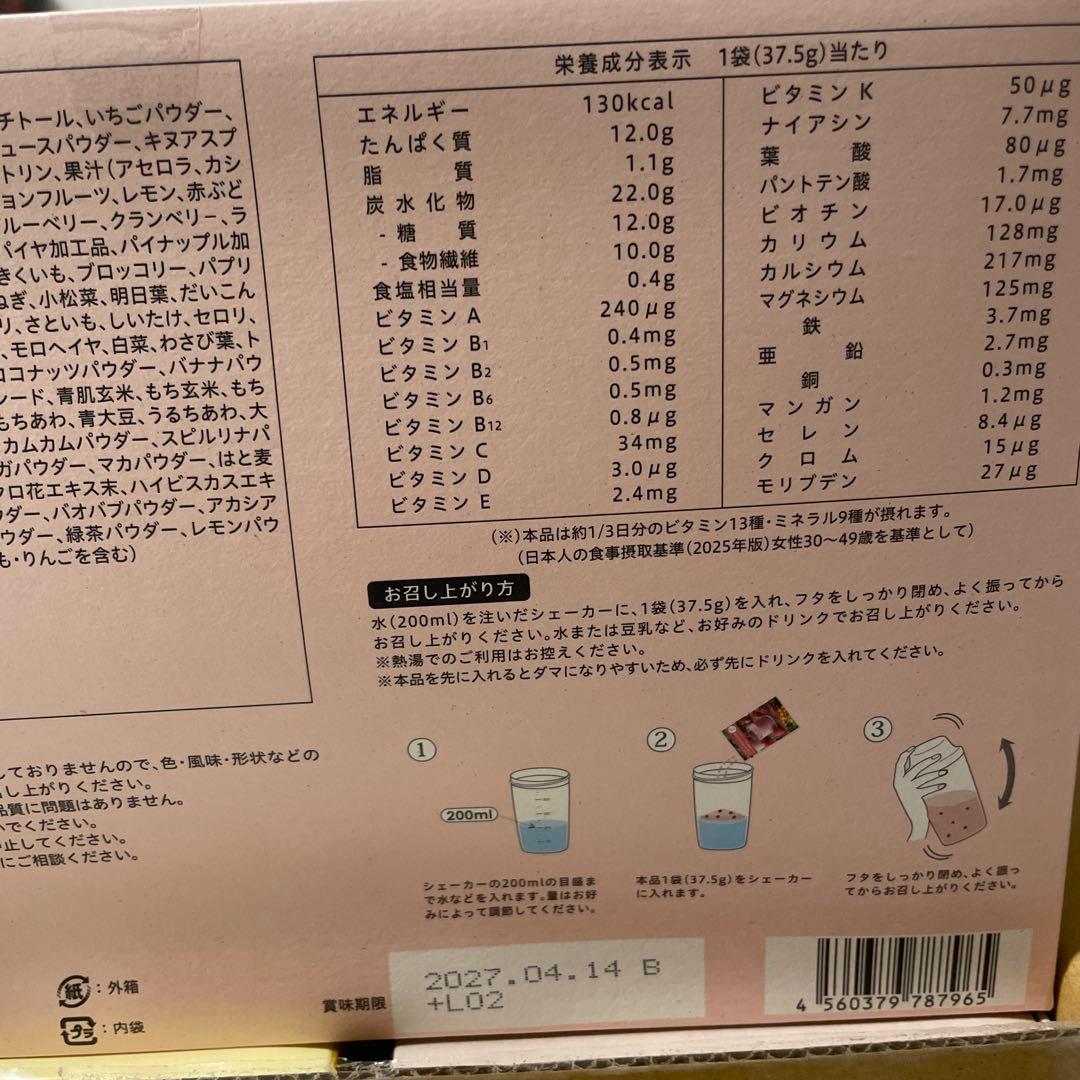 チトール、いちごパウダー、
ュースパウダー、キヌアスプ
トリン、果汁(アセロラ、カシ
ョンフルーツ、レモン、赤ぶど
ルーベリー、クランベリー、ラ
パイヤ加工品、パイナップル加
きくいも、ブロッコリー、パプリ
ねぎ、小松菜、明日葉、だいこん
リ、さといも、しいたけ、セロリ、
、モロヘイヤ、白菜、わさび葉、ト
ココナッツパウダー、バナナパウ
レード、青肌玄米、もち玄米、もち
もちあわ、青大豆、うるちあわ、大
カムカムパウダー、スピルリナパ
ガパウダー、マカパウダー、はと麦
クロ花エキス末、ハイビスカスエキ
ウダー、バオバブパウダー、アカシア
ウダー、緑茶パウダー、レモンパウ
も・りんごを含む)
栄養成分表示 1袋(37.5g)当たり
エネルギー 130kcal
たんぱく質 12.0g
脂質 1.1g
炭水化物 22.0g
- 糖質 12.0g
- 食物繊維 10.0g
食塩相当量 0.4g
ビタミン A 240μg
ビタミン B1 0.4mg
ビタミン B2 0.5mg
ビタミン B6 0.5mg
ビタミン B12 0.8μg
ビタミン C 34mg
ビタミン D 3.0μg
ビタミン E 2.4mg
ビタミン K 50μg
ナイアシン 7.7mg
葉酸 80μg
パントテン酸 1.7mg
ビオチン 17.0μg
カリウム 128mg
カルシウム 217mg
マグネシウム 125mg
鉄 3.7mg
亜鉛 2.7mg
銅 0.3mg
マンガン 1.2mg
セレン 8.4μg
クロム 15μg
モリブデン 27μg
(※)本品は約1/3日分のビタミン13種・ミネラル9種が摂れます。
(日本人の食事摂取基準(2025年版)女性30～49歳を基準として)
お召し上がり方
水(200ml)を注いだシェーカーに、1袋(37.5g)を入れ、フタをしっかり閉め、よく振ってから
お召し上がりください。水または豆乳など、お好みのドリンクでお召し上がりください。
※熱湯でのご利用はお控えください。
※本品を先に入れるとダマになりやすいため、必ず先にドリンクを入れてください。
しておりませんので、色・風味・形状などの
し上がりください。
品質に問題はありません。
いでください。
止してください。
にご相談ください。
1
200ml
シェーカーの200mlの目盛ま
で水などを入れます。量はお好
みによって調節してください。
2
本品1袋(37.5g)をシェーカー
に入れます。
3
フタをしっかり閉め、よく振っ
てからお召し上がりください。
紙:外箱
プラ:内袋
賞味期限
2027.04.14 B
+L02
4 560379 787965